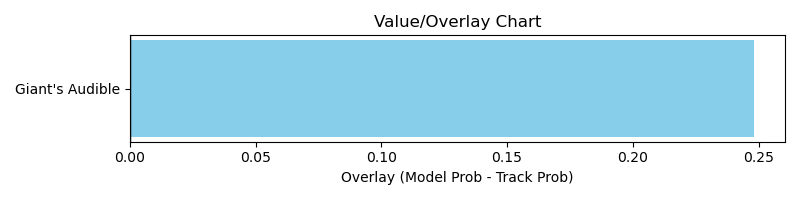 Value/Overlay Chart
Giant's Audible
0.00 0.05 0.10 0.15 0.20 0.25
Overlay (Model Prob - Track Prob)